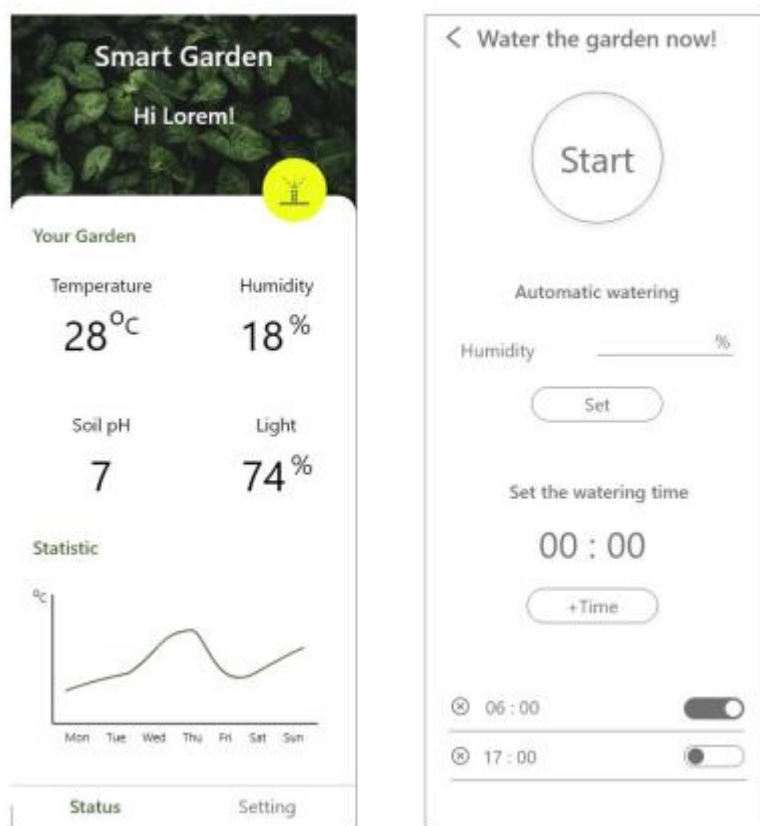 Smart Garden
Hi Lorem!
Your Garden
Temperature Humidity
28°C 18%
Soil pH Light
7 74%
Statistic
°C
Mon Tue Wed Thu Fri Sat Sun
Status Setting
Water the garden now!
Start
Automatic watering
Humidity %
Set
Set the watering time
00 : 00
+Time
06 : 00
17 : 00